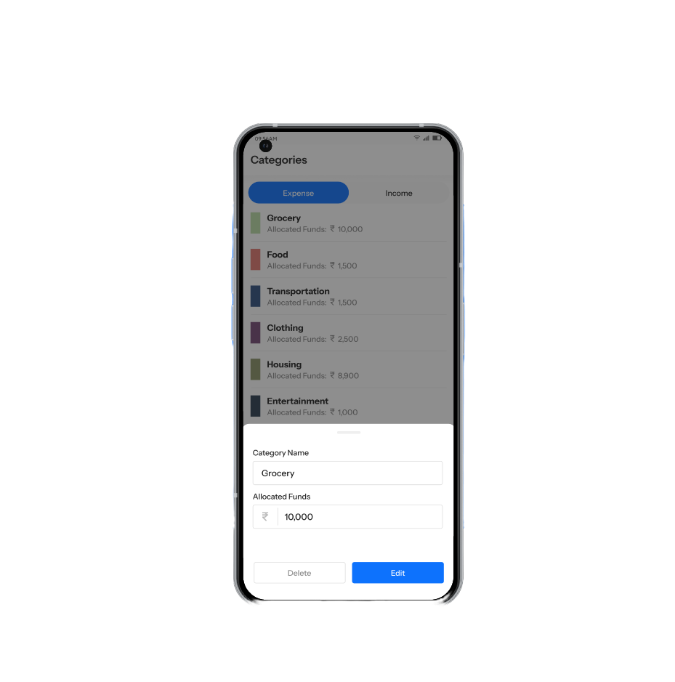 Categories
Expense
Income
Grocery
Allocated Funds: ₹ 10,000
Food
Allocated Funds: ₹ 1,500
Transportation
Allocated Funds: ₹ 1,500
Clothing
Allocated Funds: ₹ 2,500
Housing
Allocated Funds: ₹ 8,900
Entertainment
Allocated Funds: ₹ 1,000
Category Name
Grocery
Allocated Funds
₹ 10,000
Delete
Edit